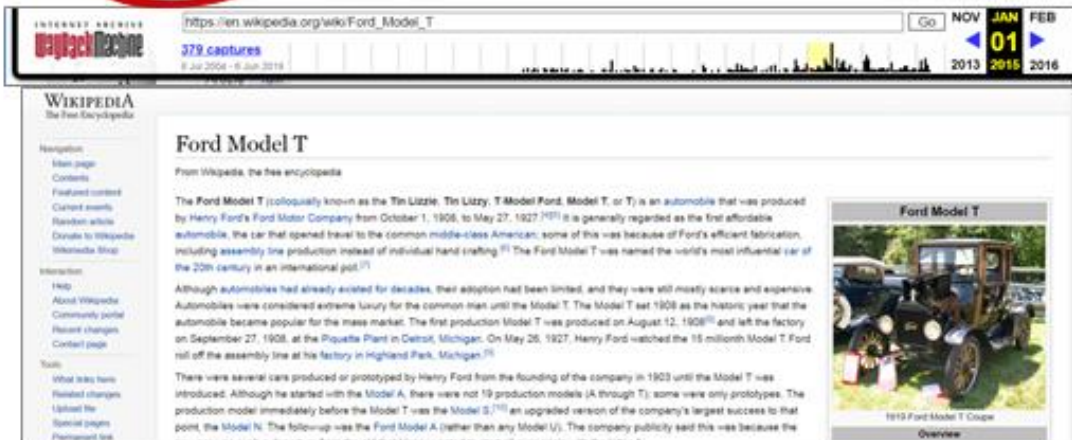 INTERNET ARCHIVE
WayBack Machine
https://en.wikipedia.org/wiki/Ford_Model_T
Go
379 captures
6 Jul 2004 - 6 Jun 2016
NOV JAN FEB
01
2013 2015 2016
WIKIPEDIA
The Free Encyclopedia
Navigation
Main page
Contents
Featured content
Current events
Random article
Donate to Wikipedia
Wikimedia Shop
Interaction
Help
About Wikipedia
Community portal
Recent changes
Contact page
Tools
What links here
Related changes
Upload file
Special pages
Permanent link
Ford Model T
From Wikipedia, the free encyclopedia
The Ford Model T (colloquially known as the Tin Lizzie, Tin Lizzy, T-Model Ford, Model T, or T) is an automobile that was produced
by Henry Ford's Ford Motor Company from October 1, 1908, to May 27, 1927.[4][5] It is generally regarded as the first affordable
automobile, the car that opened travel to the common middle-class American; some of this was because of Ford's efficient fabrication,
including assembly line production instead of individual hand crafting.[6] The Ford Model T was named the world's most influential car of
the 20th century in an international poll.[7]
Although automobiles had already existed for decades, their adoption had been limited, and they were still mostly scarce and expensive.
Automobiles were considered extreme luxury for the common man until the Model T. The Model T set 1908 as the historic year that the
automobile became popular for the mass market. The first production Model T was produced on August 12, 1908[8] and left the factory
on September 27, 1908, at the Piquette Plant in Detroit, Michigan. On May 26, 1927, Henry Ford watched the 15 millionth Model T Ford
roll off the assembly line at his factory in Highland Park, Michigan.[9]
There were several cars produced or prototyped by Henry Ford from the founding of the company in 1903 until the Model T was
introduced. Although he started with the Model A, there were not 19 production models (A through T); some were only prototypes. The
production model immediately before the Model T was the Model S,[10] an upgraded version of the company's largest success to that
point, the Model N. The follow-up was the Ford Model A (rather than any Model U). The company publicity said this was because the
Ford Model T
1919 Ford Model T Coupe
Overview